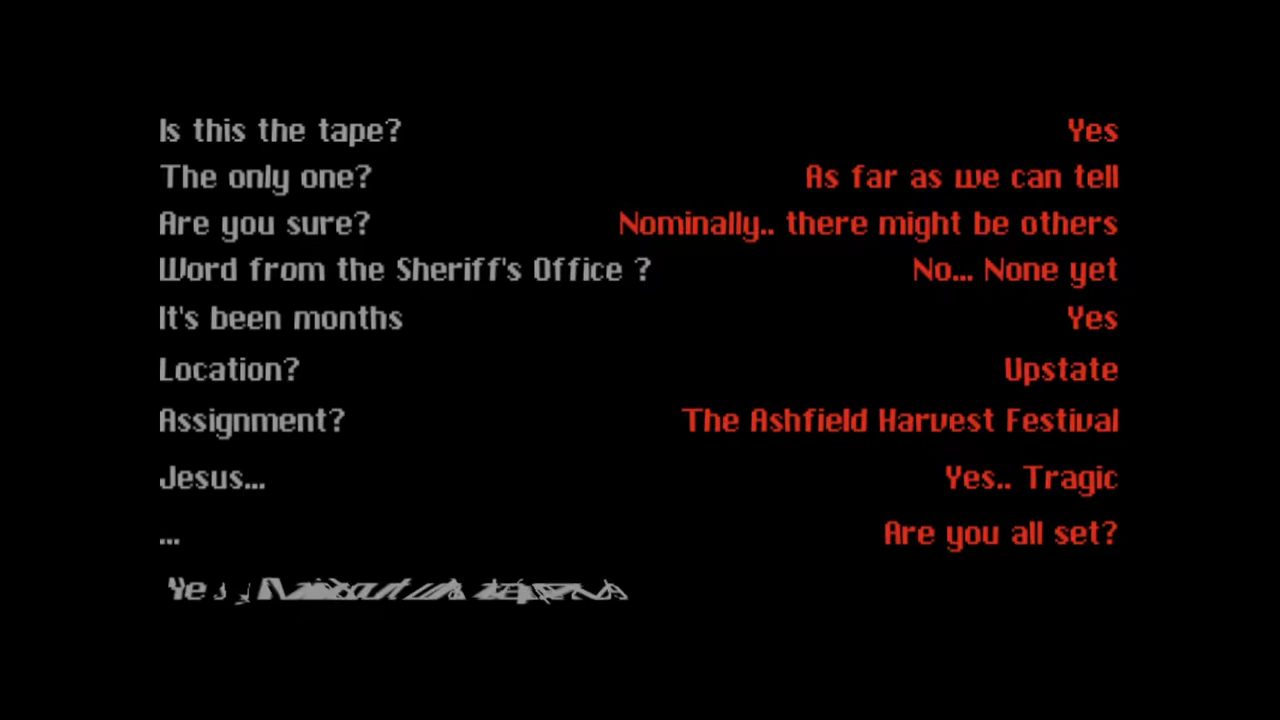 Is this the tape? Yes
The only one? As far as we can tell
Are you sure? Nominally.. there might be others
Word from the Sheriff's Office ? No... None yet
It's been months Yes
Location? Upstate
Assignment? The Ashfield Harvest Festival
Jesus... Yes.. Tragic
... Are you all set?